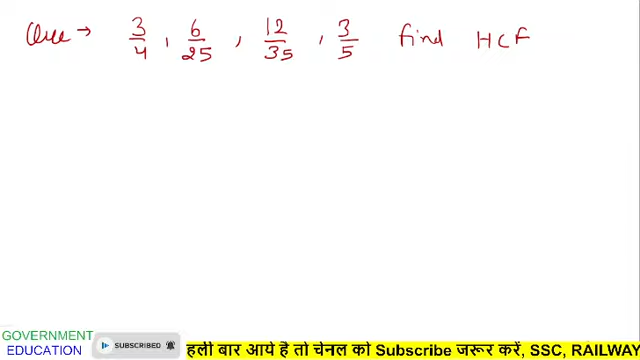 Que → 3/4 , 6/25 , 12/35 , 3/5 find HCF
GOVERNMENT
EDUCATION
SUBSCRIBED
हली बार आये है तो चेनल को Subscribe जरूर करें, SSC, RAILWAY